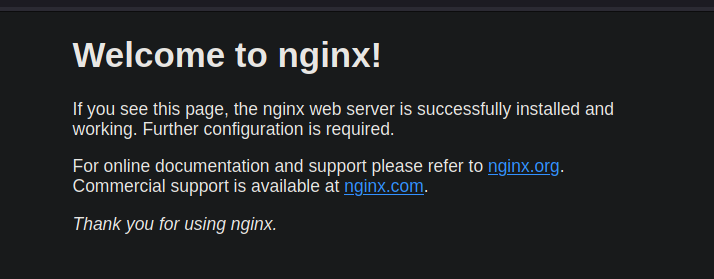 Welcome to nginx!
If you see this page, the nginx web server is successfully installed and
working. Further configuration is required.
For online documentation and support please refer to nginx.org.
Commercial support is available at nginx.com.
Thank you for using nginx.